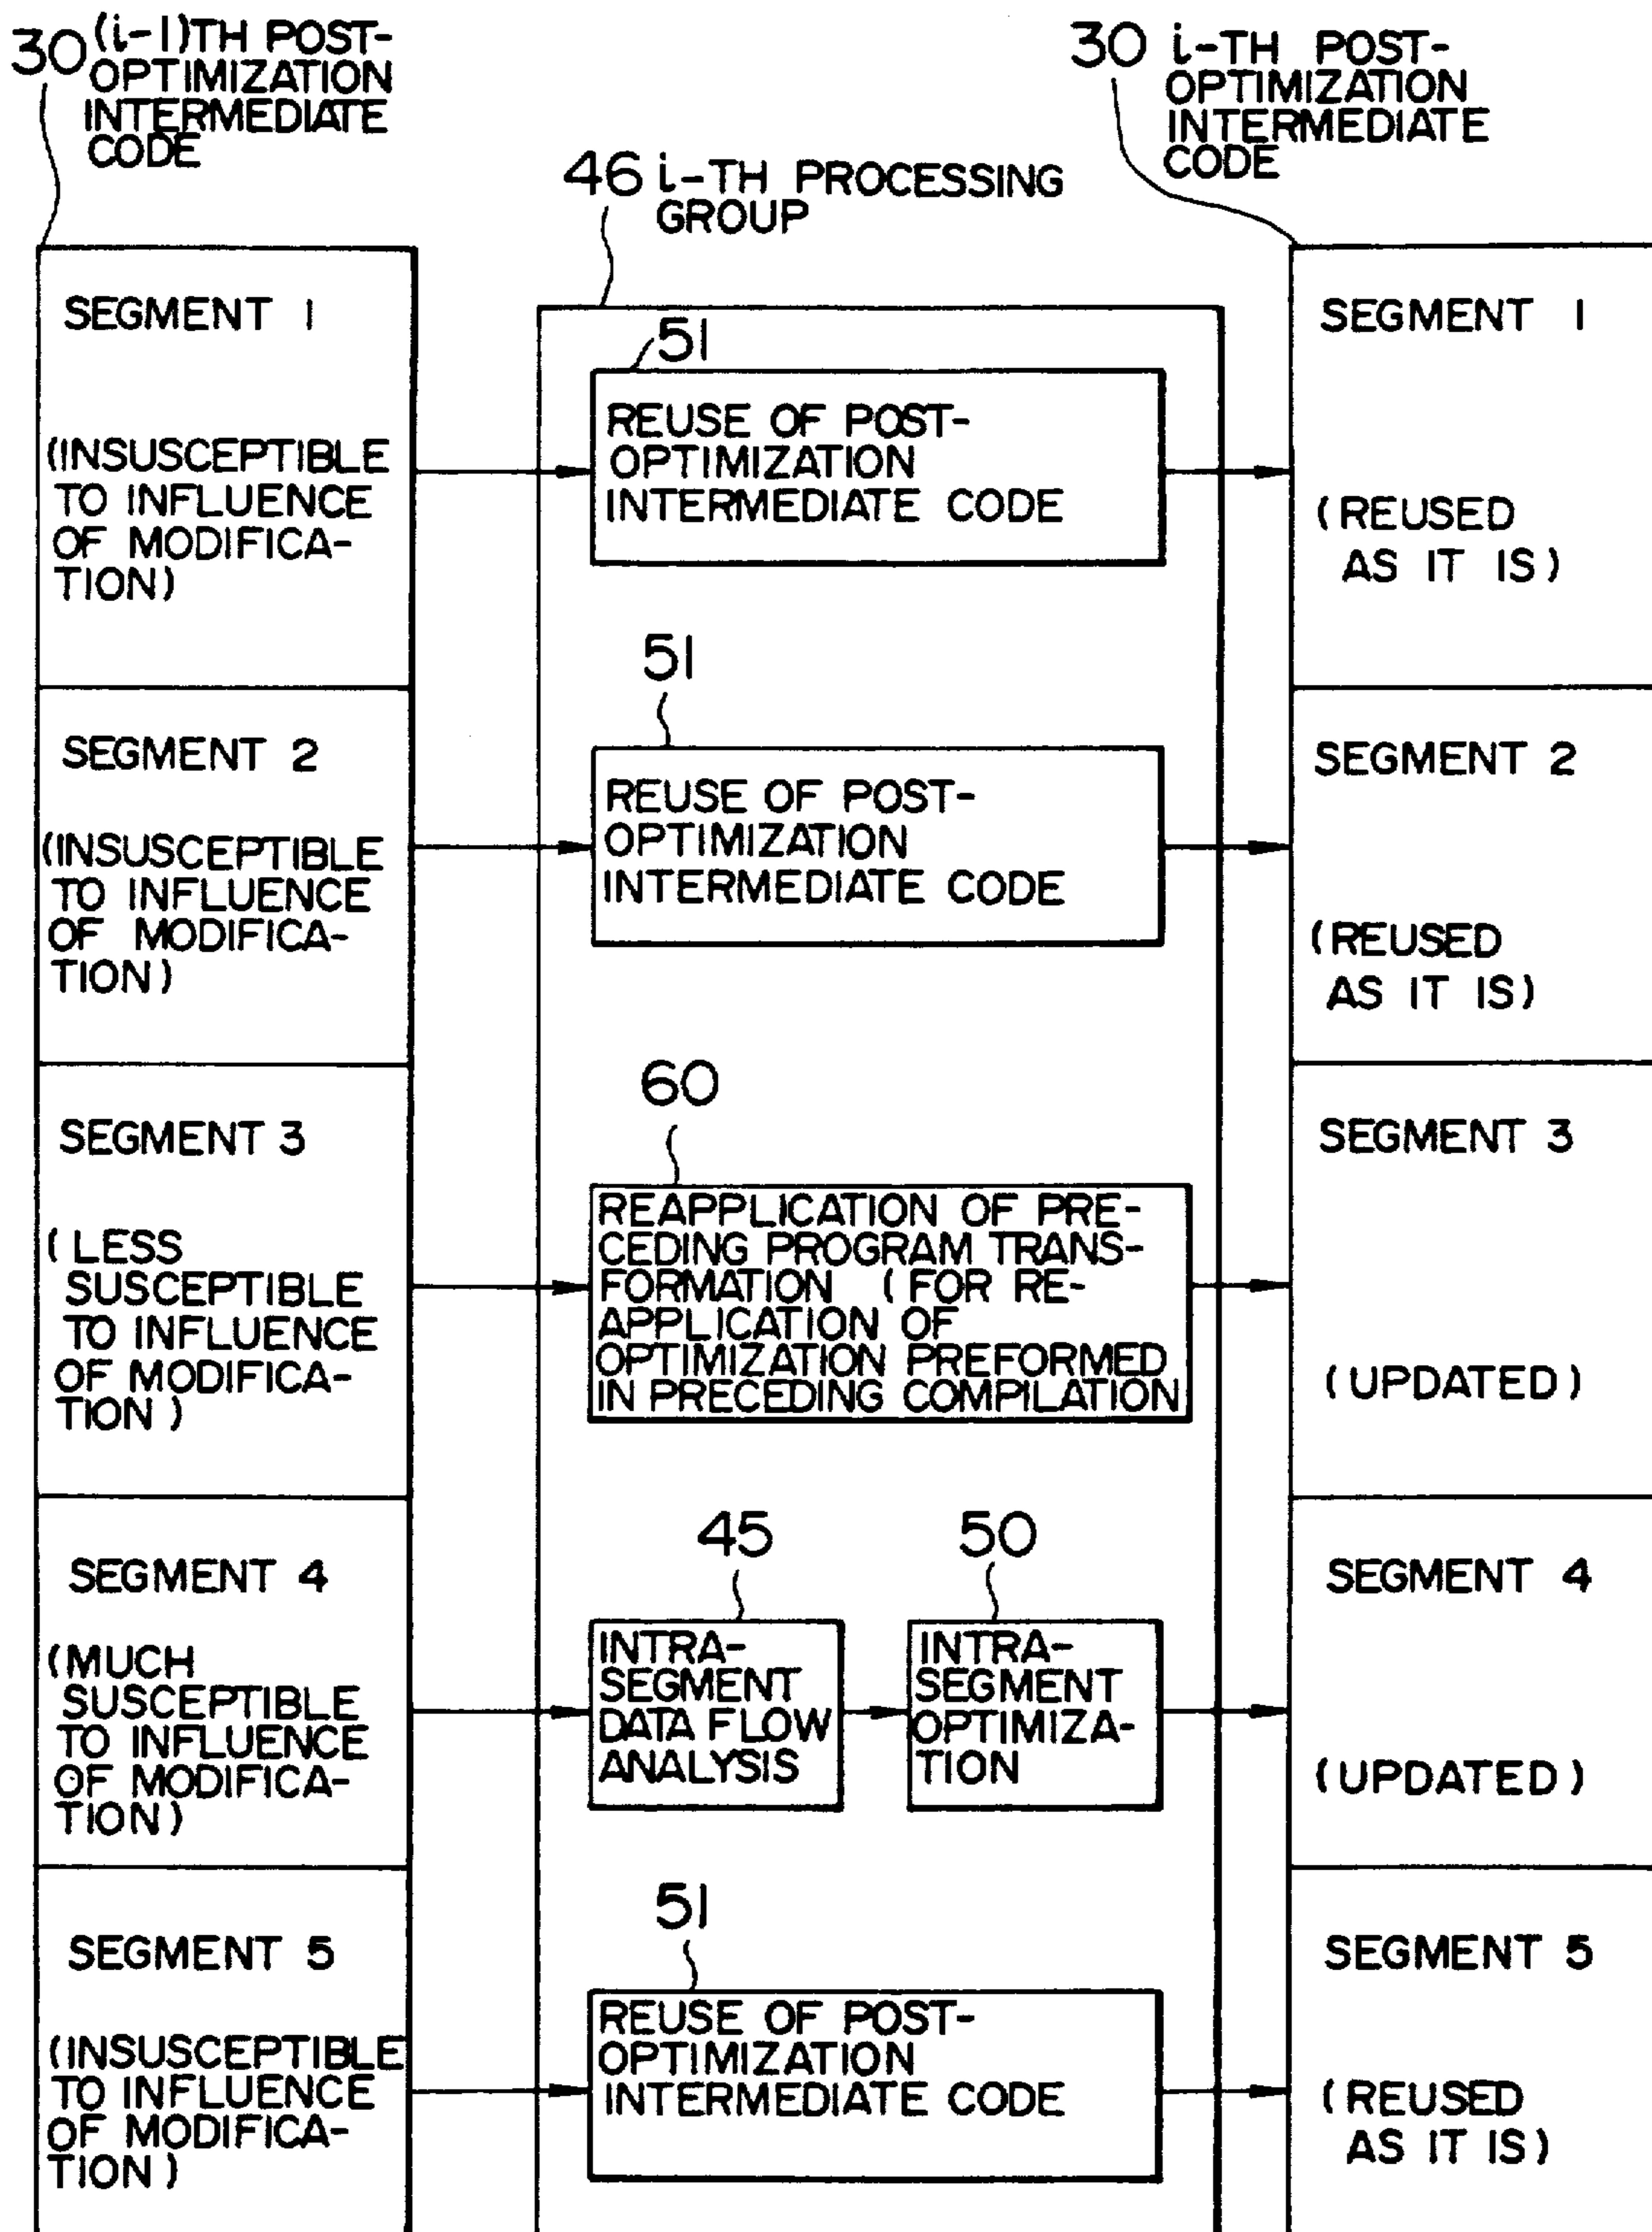 30 (i-1)TH POST-
OPTIMIZATION
INTERMEDIATE
CODE
46 i-TH PROCESSING
GROUP
30 i-TH POST-
OPTIMIZATION
INTERMEDIATE
CODE
SEGMENT 1
(INSUSCEPTIBLE
TO INFLUENCE
OF MODIFICA-
TION)
51
REUSE OF POST-
OPTIMIZATION
INTERMEDIATE CODE
SEGMENT 1
(REUSED
AS IT IS)
SEGMENT 2
(INSUSCEPTIBLE
TO INFLUENCE
OF MODIFICA-
TION)
51
REUSE OF POST-
OPTIMIZATION
INTERMEDIATE CODE
SEGMENT 2
(REUSED
AS IT IS)
SEGMENT 3
(LESS
SUSCEPTIBLE
TO INFLUENCE
OF MODIFICA-
TION)
60
REAPPLICATION OF PRE-
CEDING PROGRAM TRANS-
FORMATION (FOR RE-
APPLICATION OF
OPTIMIZATION PREFORMED
IN PRECEDING COMPILATION
SEGMENT 3
(UPDATED)
SEGMENT 4
(MUCH
SUSCEPTIBLE
TO INFLUENCE
OF MODIFICA-
TION)
45
INTRA-
SEGMENT
DATA FLOW
ANALYSIS
50
INTRA-
SEGMENT
OPTIMIZA-
TION
SEGMENT 4
(UPDATED)
SEGMENT 5
(INSUSCEPTIBLE
TO INFLUENCE
OF MODIFICA-
TION)
51
REUSE OF POST-
OPTIMIZATION
INTERMEDIATE CODE
SEGMENT 5
(REUSED
AS IT IS)